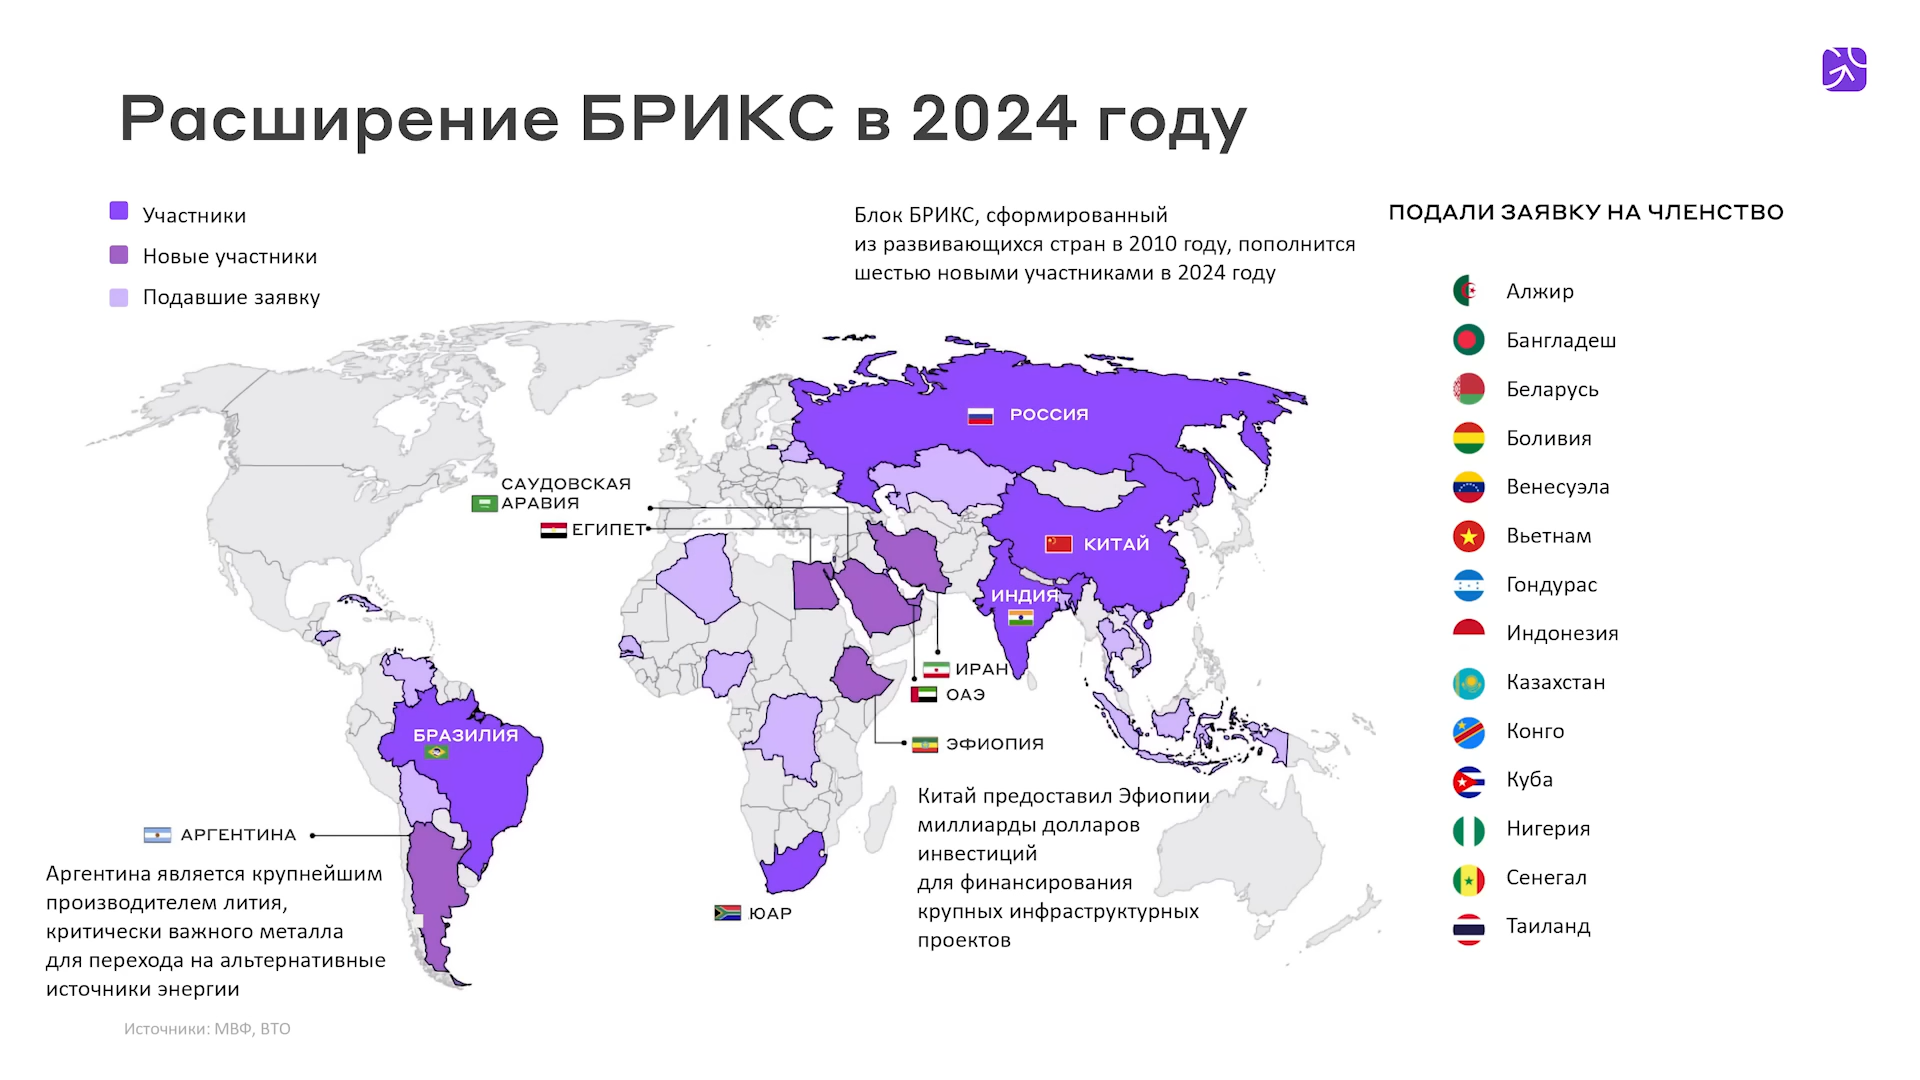 Расширение БРИКС в 2024 году
Участники
Новые участники
Подавшие заявку
Блок БРИКС, сформированный
из развивающихся стран в 2010 году, пополнится
шестью новыми участниками в 2024 году
РОССИЯ
САУДОВСКАЯ
АРАВИЯ
ЕГИПЕТ
КИТАЙ
ИНДИЯ
ИРАН
ОАЭ
БРАЗИЛИЯ
ЭФИОПИЯ
Китай предоставил Эфиопии
миллиарды долларов
инвестиций
для финансирования
крупных инфраструктурных
проектов
АРГЕНТИНА
Аргентина является крупнейшим
производителем лития,
критически важного металла
для перехода на альтернативные
источники энергии
ЮАР
Источники: МВФ, ВТО
ПОДАЛИ ЗАЯВКУ НА ЧЛЕНСТВО
Алжир
Бангладеш
Беларусь
Боливия
Венесуэла
Вьетнам
Гондурас
Индонезия
Казахстан
Конго
Куба
Нигерия
Сенегал
Таиланд